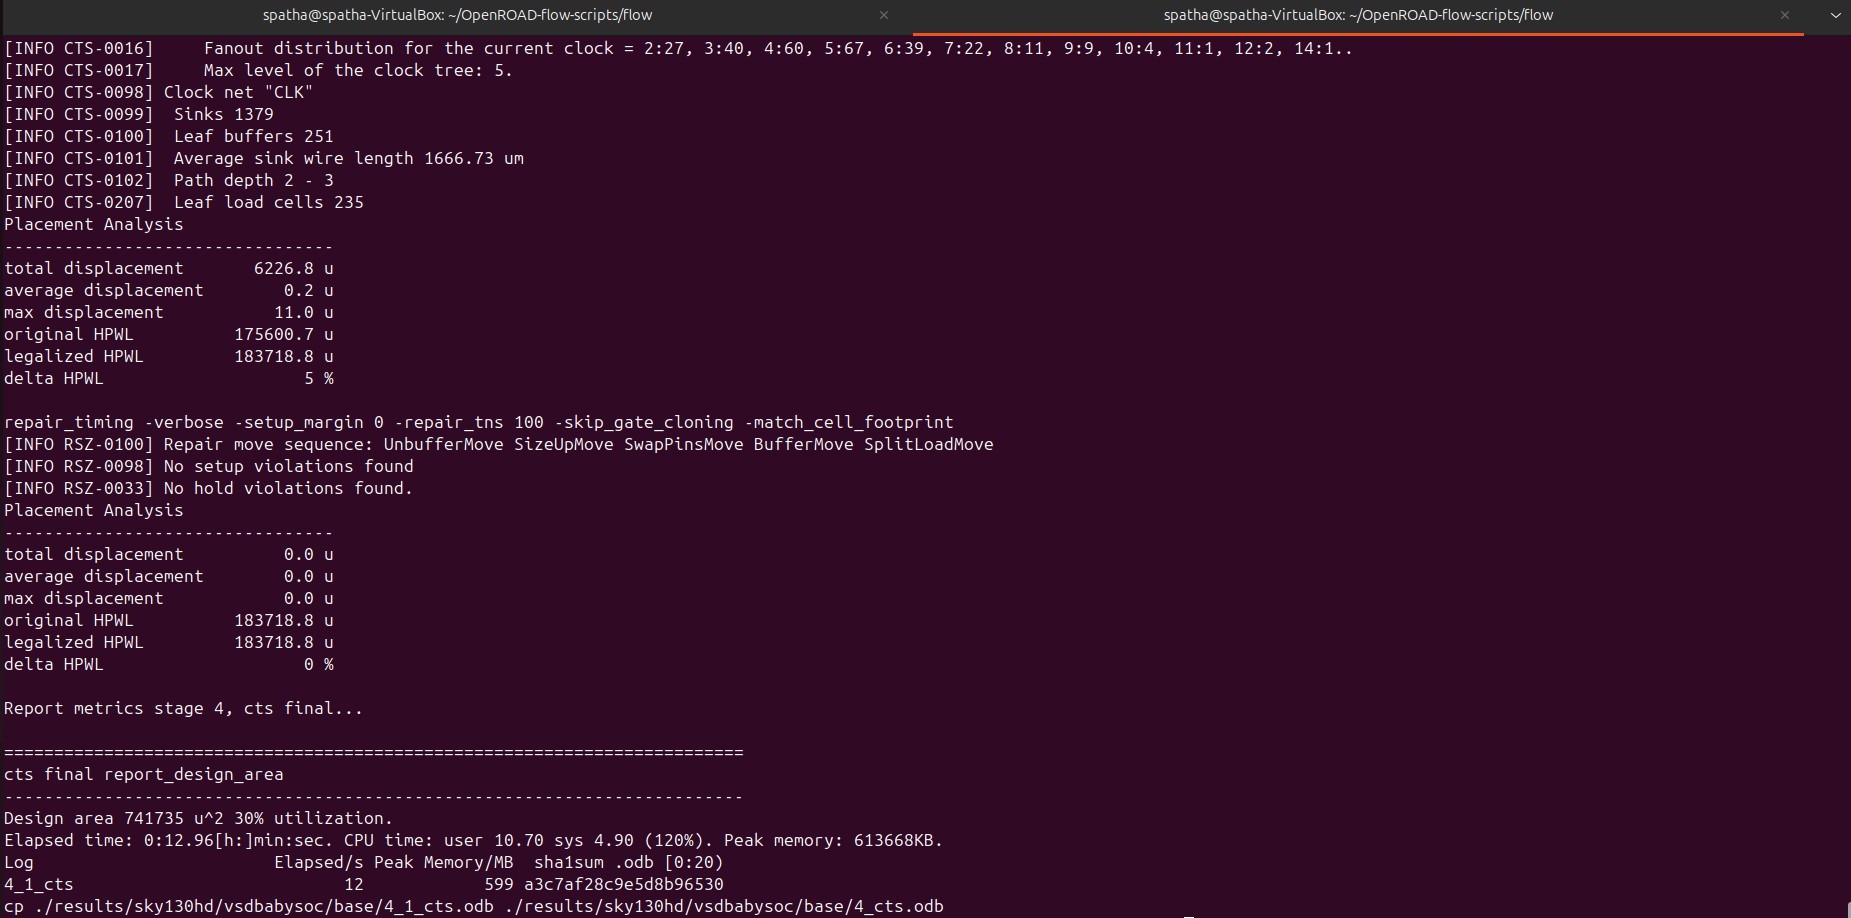 spatha@spatha-VirtualBox: ~/OpenROAD-flow-scripts/flow × spatha@spatha-VirtualBox: ~/OpenROAD-flow-scripts/flow ×
[INFO CTS-0016]     Fanout distribution for the current clock = 2:27, 3:40, 4:60, 5:67, 6:39, 7:22, 8:11, 9:9, 10:4, 11:1, 12:2, 14:1..
[INFO CTS-0017]     Max level of the clock tree: 5.
[INFO CTS-0098] Clock net "CLK"
[INFO CTS-0099]  Sinks 1379
[INFO CTS-0100]  Leaf buffers 251
[INFO CTS-0101]  Average sink wire length 1666.73 um
[INFO CTS-0102]  Path depth 2 - 3
[INFO CTS-0207]  Leaf load cells 235
Placement Analysis
---------------------------------
total displacement       6226.8 u
average displacement        0.2 u
max displacement           11.0 u
original HPWL          175600.7 u
legalized HPWL         183718.8 u
delta HPWL                    5 %
repair_timing -verbose -setup_margin 0 -repair_tns 100 -skip_gate_cloning -match_cell_footprint
[INFO RSZ-0100] Repair move sequence: UnbufferMove SizeUpMove SwapPinsMove BufferMove SplitLoadMove
[INFO RSZ-0098] No setup violations found
[INFO RSZ-0033] No hold violations found.
Placement Analysis
---------------------------------
total displacement          0.0 u
average displacement        0.0 u
max displacement            0.0 u
original HPWL          183718.8 u
legalized HPWL         183718.8 u
delta HPWL                    0 %
Report metrics stage 4, cts final...
==========================================================================
cts final report_design_area
--------------------------------------------------------------------------
Design area 741735 u^2 30% utilization.
Elapsed time: 0:12.96[h:]min:sec. CPU time: user 10.70 sys 4.90 (120%). Peak memory: 613668KB.
Log                        Elapsed/s Peak Memory/MB  sha1sum .odb [0:20)
4_1_cts                           12            599 a3c7af28c9e5d8b96530
cp ./results/sky130hd/vsdbabysoc/base/4_1_cts.odb ./results/sky130hd/vsdbabysoc/base/4_cts.odb